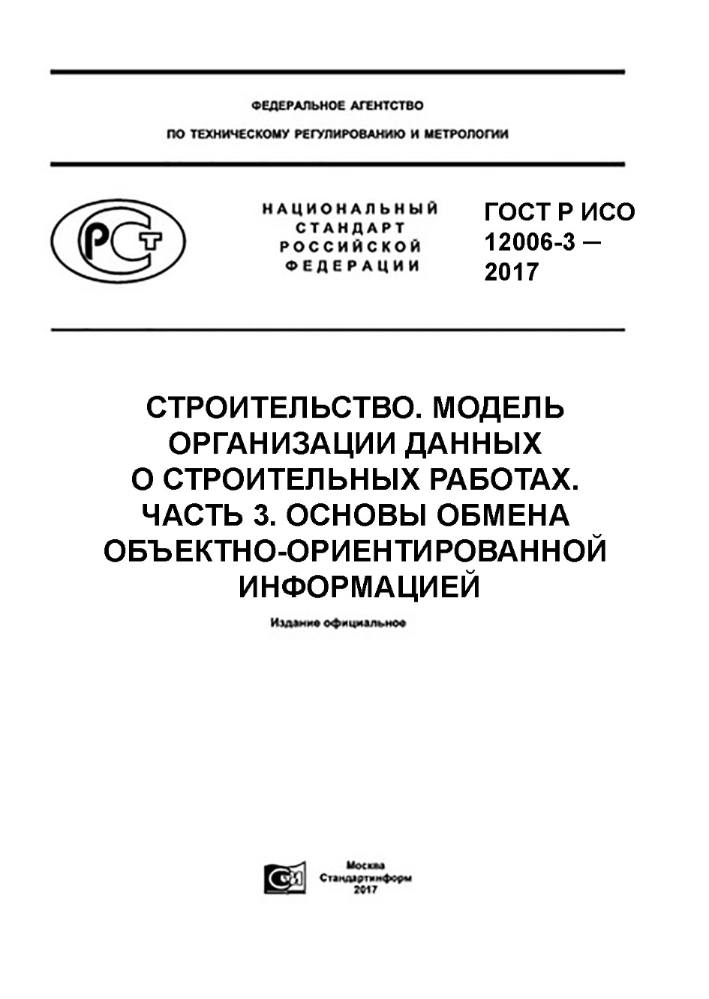 ФЕДЕРАЛЬНОЕ АГЕНТСТВО
ПО ТЕХНИЧЕСКОМУ РЕГУЛИРОВАНИЮ И МЕТРОЛОГИИ
РСТ
НАЦИОНАЛЬНЫЙ
СТАНДАРТ
РОССИЙСКОЙ
ФЕДЕРАЦИИ
ГОСТ Р ИСО
12006-3 —
2017
СТРОИТЕЛЬСТВО. МОДЕЛЬ
ОРГАНИЗАЦИИ ДАННЫХ
О СТРОИТЕЛЬНЫХ РАБОТАХ.
ЧАСТЬ 3. ОСНОВЫ ОБМЕНА
ОБЪЕКТНО-ОРИЕНТИРОВАННОЙ
ИНФОРМАЦИЕЙ
Издание официальное
Москва
Стандартинформ
2017